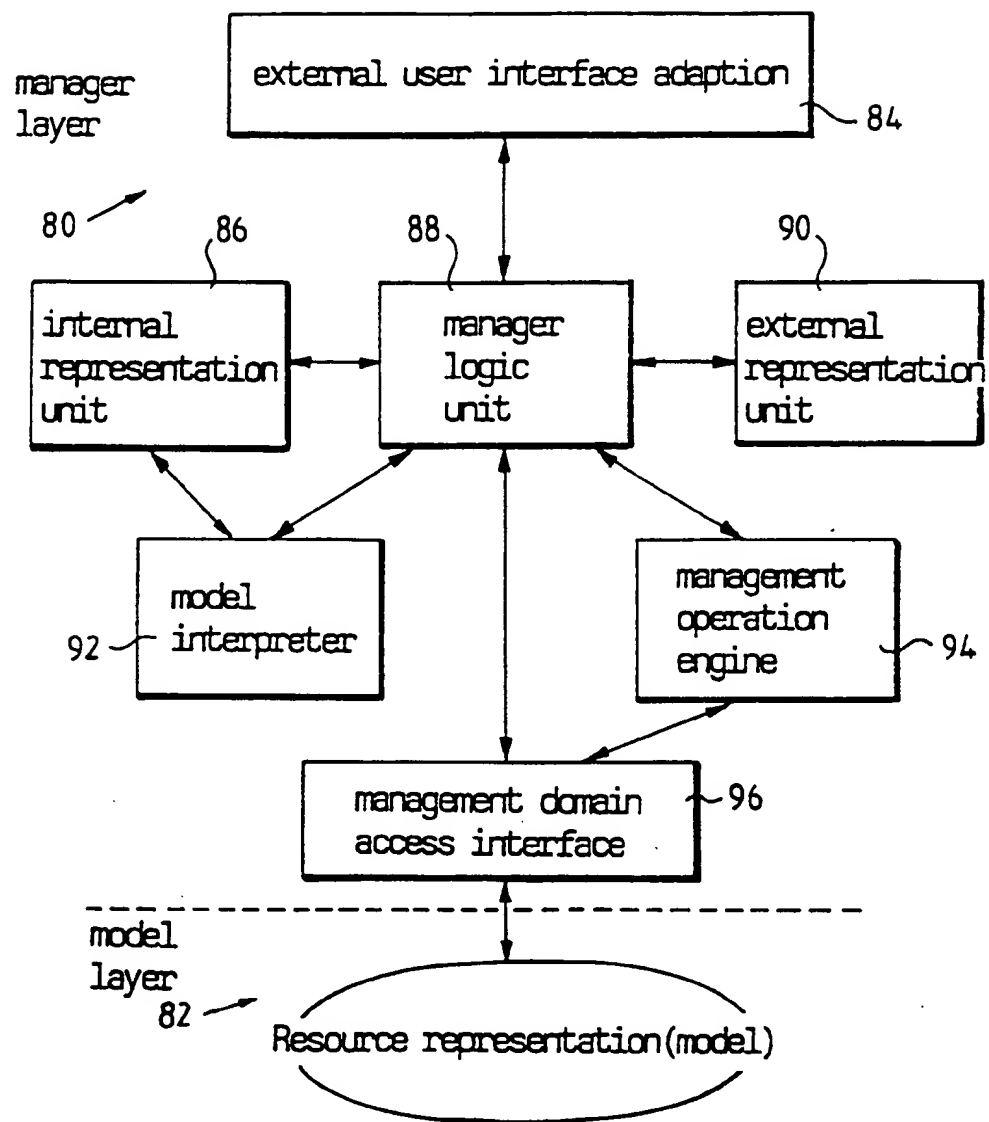 external user interface adaption
manager
layer
84
80
86
88
90
internal
representation
unit
manager
logic
unit
external
representation
unit
model
interpreter
92
management
operation
engine
94
management domain
access interface
96
model
layer
82
Resource representation(model)